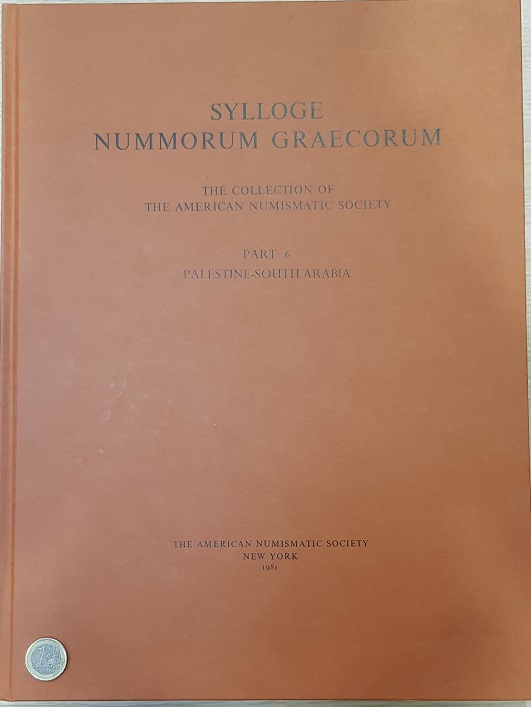 SYLLOGE
NUMMORUM GRAECORUM
THE COLLECTION OF
THE AMERICAN NUMISMATIC SOCIETY
PART 6
PALESTINE-SOUTH ARABIA
THE AMERICAN NUMISMATIC SOCIETY
NEW YORK
1981